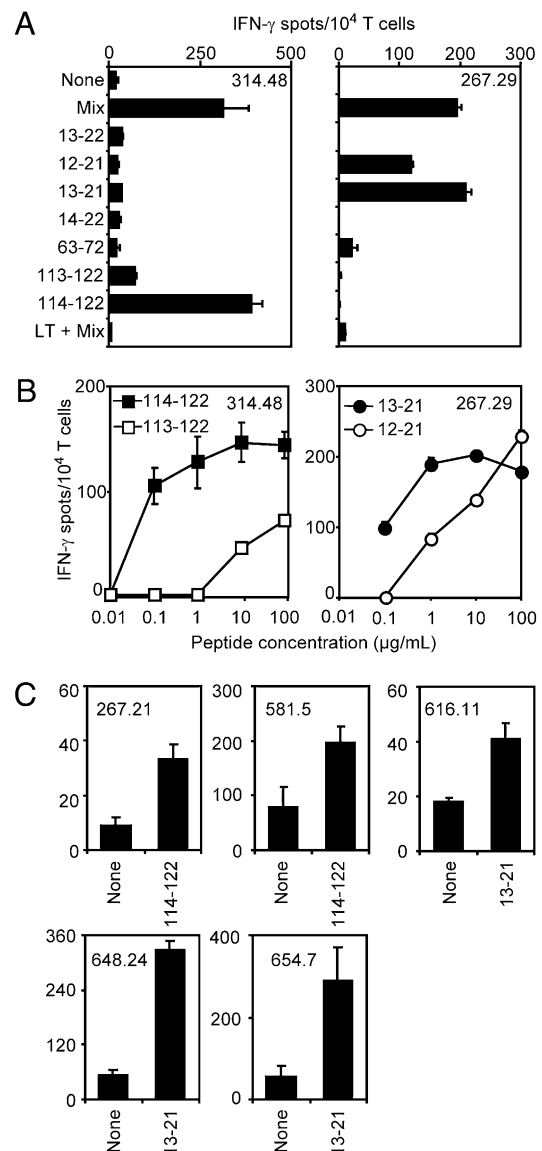 A
IFN-γ spots/10⁴ T cells
0 250 500
0 100 200 300
314.48
267.29
None
Mix
13-22
12-21
13-21
14-22
63-72
113-122
114-122
LT + Mix
B
IFN-γ spots/10⁴ T cells
200
100
0
114-122
113-122
314.48
0.01 0.1 1 10 100
300
200
100
0
13-21
12-21
267.29
0.01 0.1 1 10 100
Peptide concentration (µg/mL)
C
60
40
20
0
267.21
None
114-122
300
200
100
0
581.5
None
114-122
60
40
20
0
616.11
None
13-21
360
240
120
0
648.24
None
13-21
400
200
0
654.7
None
13-21